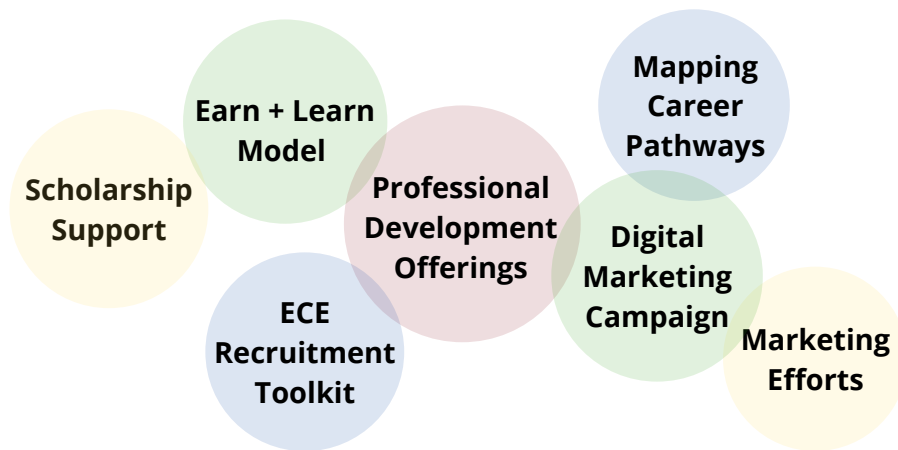 Scholarship
Support
Earn + Learn
Model
ECE
Recruitment
Toolkit
Professional
Development
Offerings
Mapping
Career
Pathways
Digital
Marketing
Campaign
Marketing
Efforts